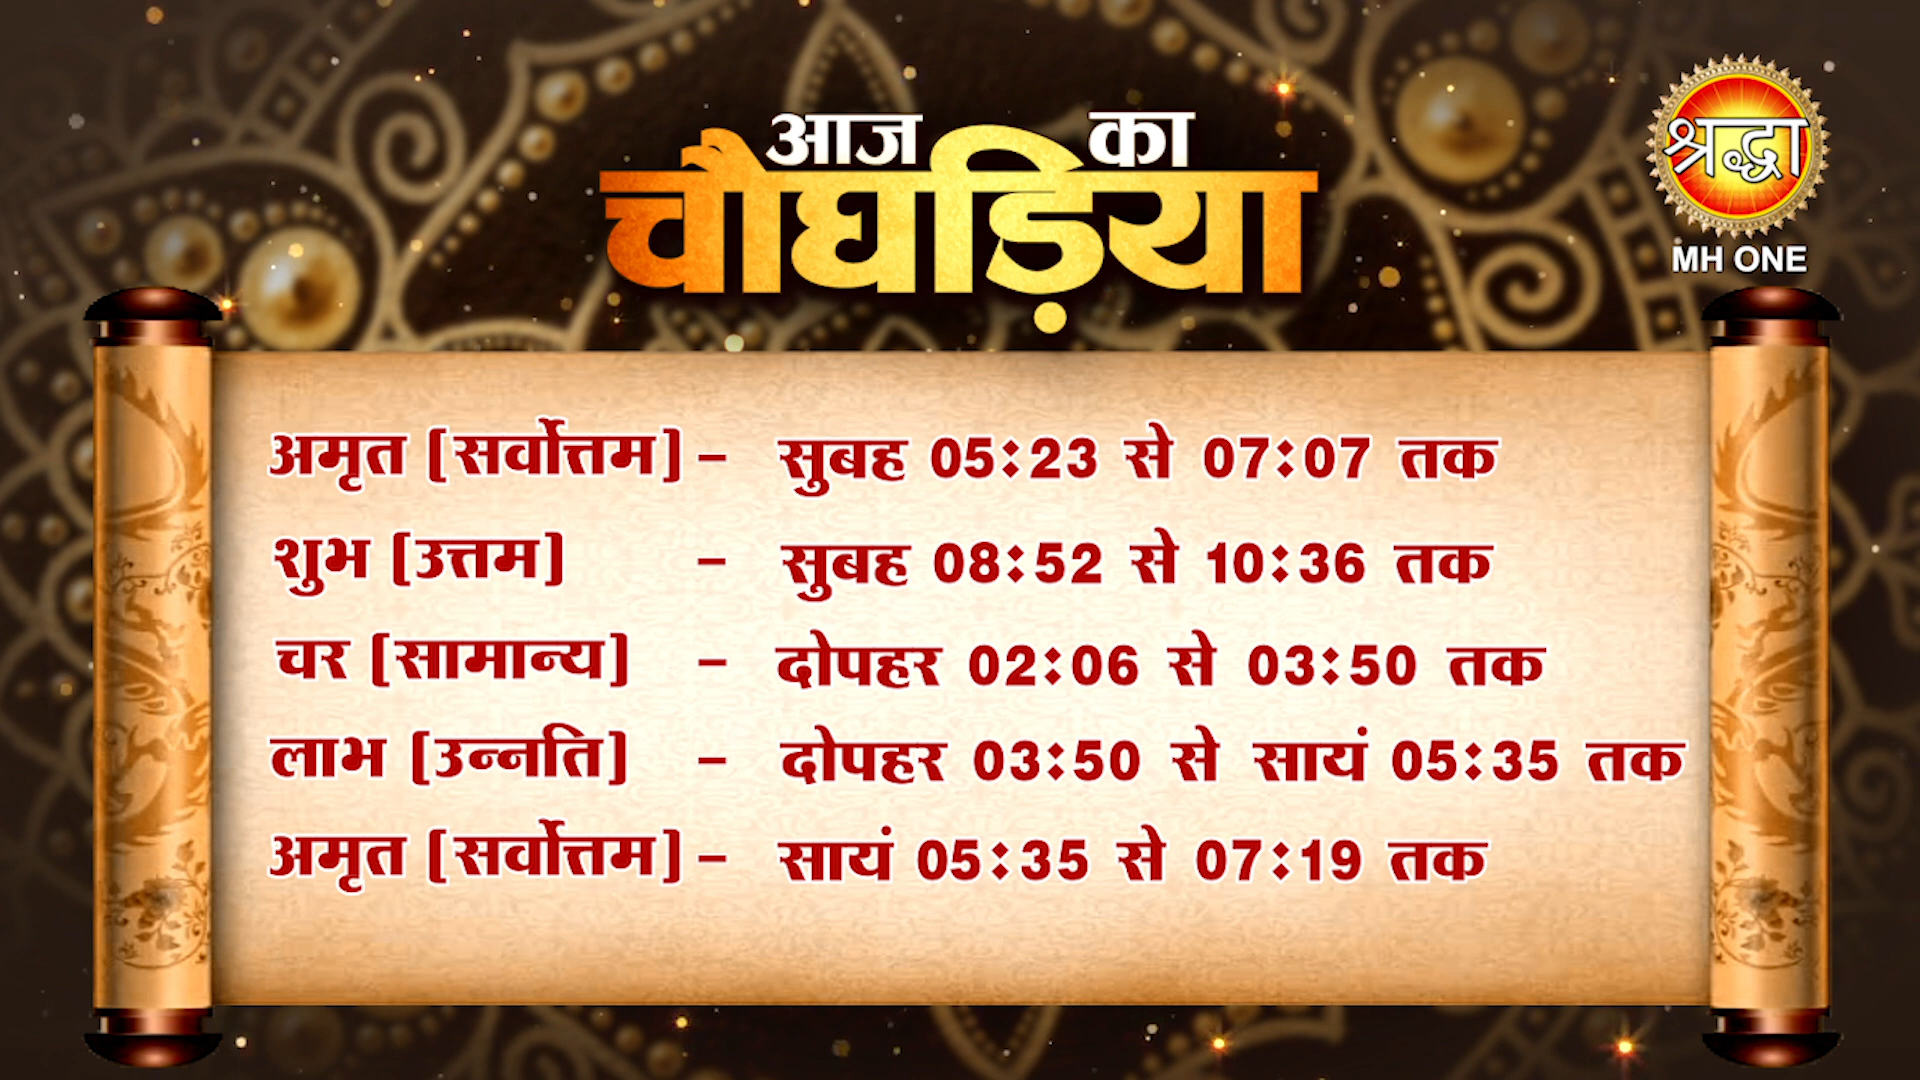 आज का
चौघड़िया
श्रद्धा
MH ONE
अमृत (सर्वोत्तम) - सुबह 05:23 से 07:07 तक
शुभ (उत्तम) - सुबह 08:52 से 10:36 तक
चर (सामान्य) - दोपहर 02:06 से 03:50 तक
लाभ (उन्नति) - दोपहर 03:50 से सायं 05:35 तक
अमृत (सर्वोत्तम) - सायं 05:35 से 07:19 तक